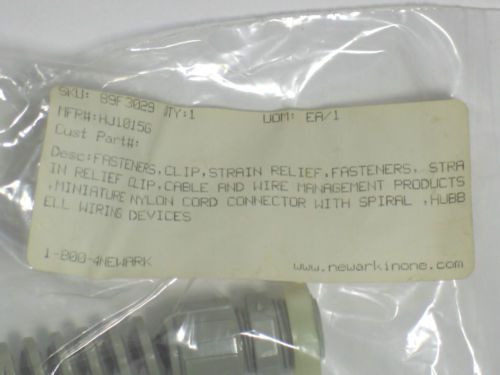 SKU: 89F3029 QTY:1 UOM: EA/1
MFR#:HJ1015G
Cust Part#:
Desc:FASTENERS,CLIP,STRAIN RELIEF,FASTENERS, STRA
IN RELIEF CLIP,CABLE AND WIRE MANAGEMENT PRODUCTS
,MINIATURE NYLON CORD CONNECTOR WITH SPIRAL ,HUBB
ELL WIRING DEVICES
1-800-4NEWARK www.newarkinone.com